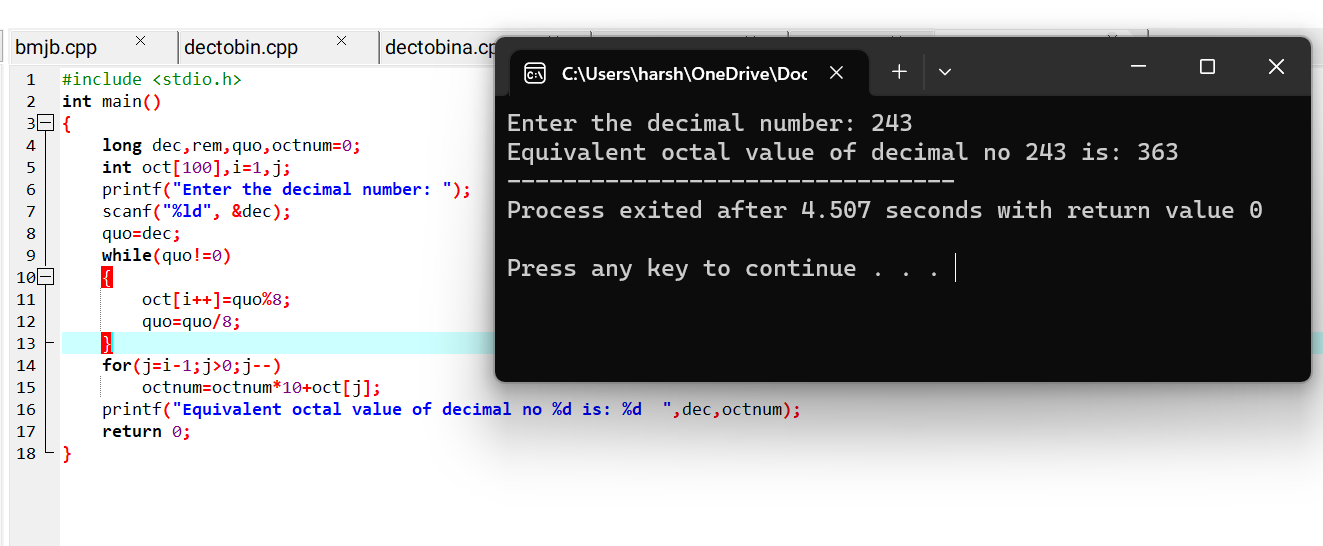 bmjb.cpp
dectobin.cpp
dectobina.cp
C:\Users\harsh\OneDrive\Doc
1 #include <stdio.h>
2 int main()
3 {
4 long dec,rem,quo,octnum=0;
5 int oct[100],i=1,j;
6 printf("Enter the decimal number: ");
7 scanf("%ld", &dec);
8 quo=dec;
9 while(quo!=0)
10 {
11 oct[i++]=quo%8;
12 quo=quo/8;
13 }
14 for(j=i-1;j>0;j--)
15 octnum=octnum*10+oct[j];
16 printf("Equivalent octal value of decimal no %d is: %d  ",dec,octnum);
17 return 0;
18 }
Enter the decimal number: 243
Equivalent octal value of decimal no 243 is: 363
--------------------------------
Process exited after 4.507 seconds with return value 0
Press any key to continue . . .